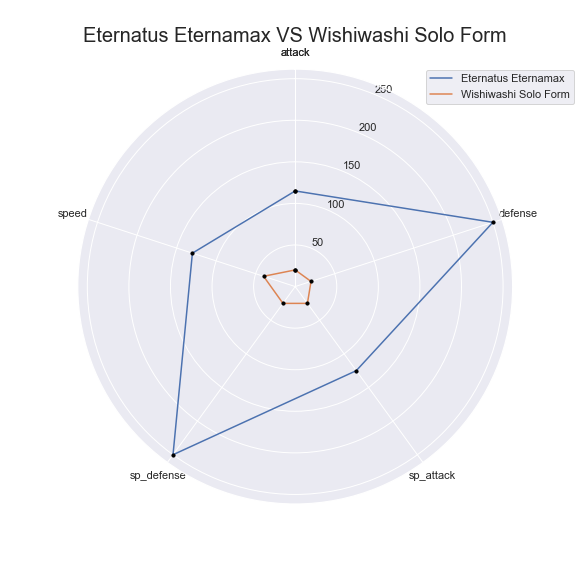 Eternatus Eternamax VS Wishiwashi Solo Form
attack
Eternatus Eternamax
Wishiwashi Solo Form
250
200
150
100
50
speed
defense
sp_defense
sp_attack